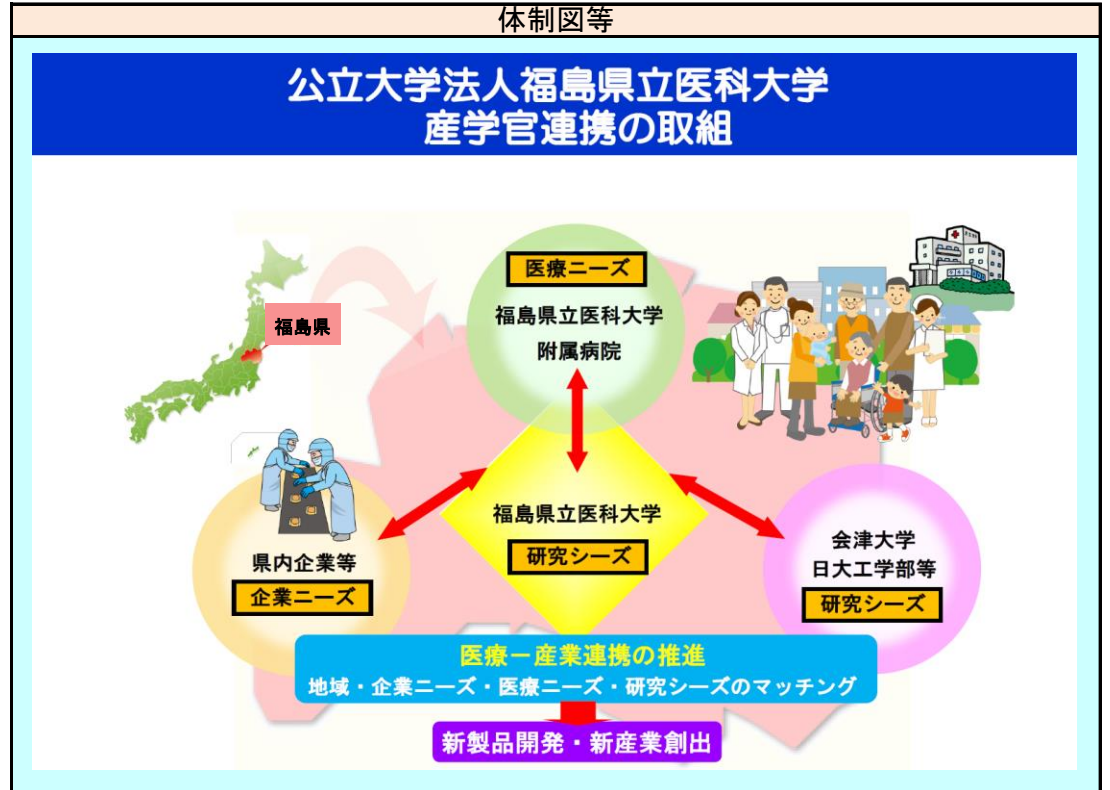 体制図等
公立大学法人福島県立医科大学
産学官連携の取組
福島県
医療ニーズ
福島県立医科大学
附属病院
福島県立医科大学
研究シーズ
県内企業等
企業ニーズ
会津大学
日大工学部等
研究シーズ
医療－産業連携の推進
地域・企業ニーズ・医療ニーズ・研究シーズのマッチング
新製品開発・新産業創出